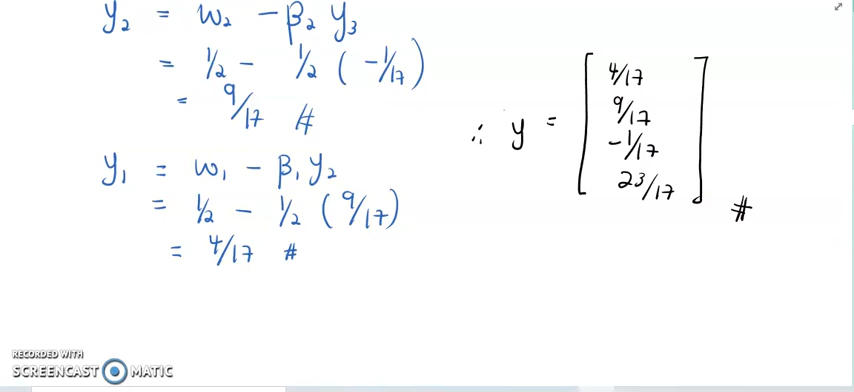 y₂ = w₂ - β₂ y₃
= 1/2 - 1/2 (-1/17)
= 9/17 #
y₁ = w₁ - β₁ y₂
= 1/2 - 1/2 (9/17)
= 4/17 #
∴ y = [
4/17
9/17
-1/17
23/17
] #
RECORDED WITH
SCREENCAST MATIC